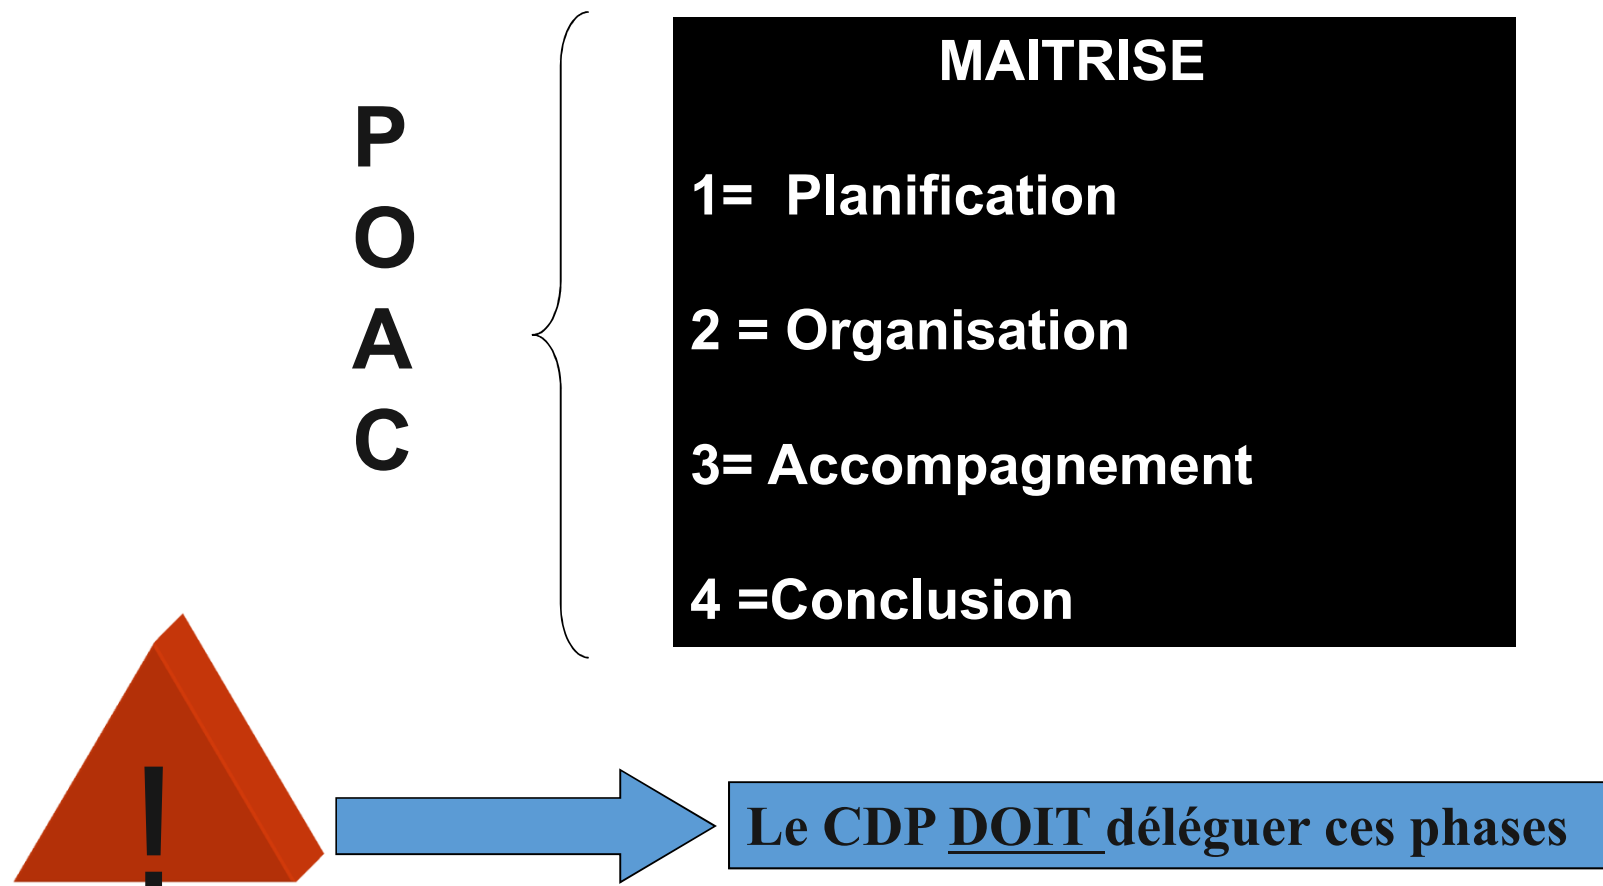 P
O
A
C
MAITRISE
1= Planification
2 = Organisation
3= Accompagnement
4 =Conclusion
!
Le CDP DOIT déléguer ces phases